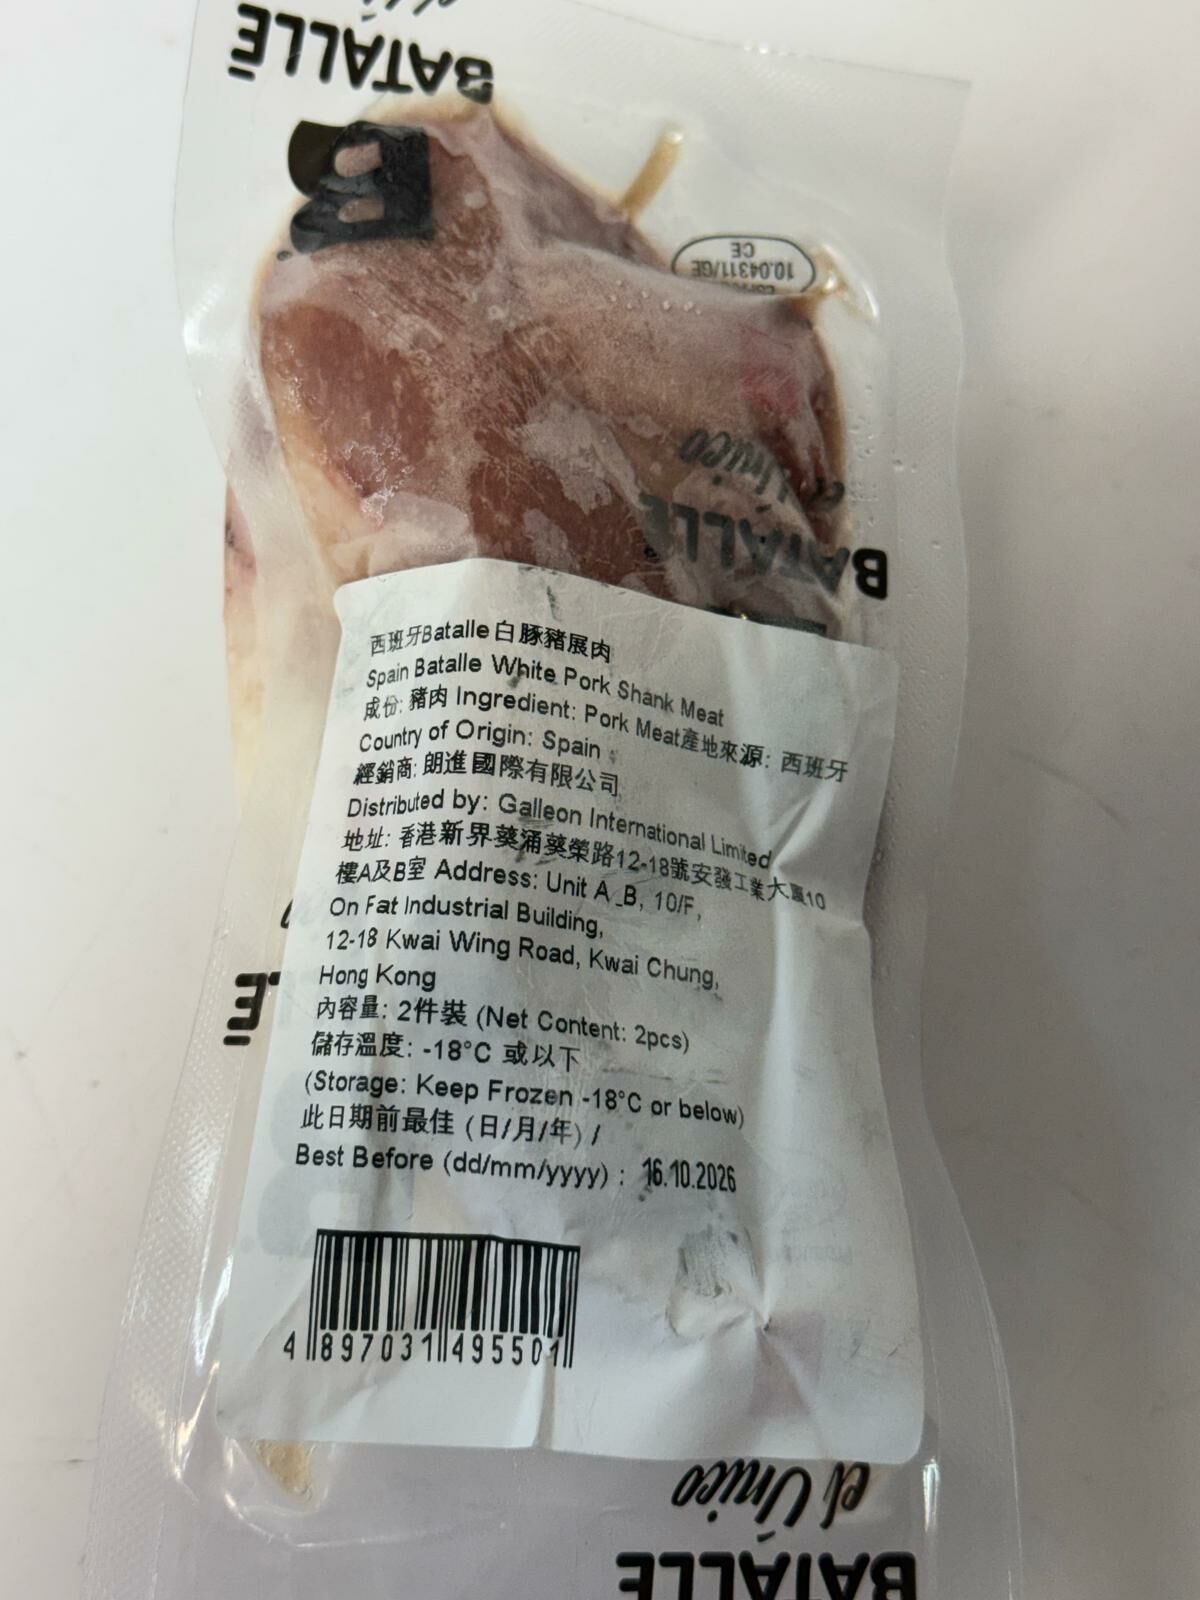 BATALLÉ
B
CE
10.04311/GE
el Único
BATALLÉ
西班牙Batalle白豚豬展肉
Spain Batalle White Pork Shank Meat
成份: 豬肉 Ingredient: Pork Meat產地來源: 西班牙
Country of Origin: Spain
經銷商: 朗進國際有限公司
Distributed by: Galleon International Limited
地址: 香港新界葵涌葵榮路12-18號安發工業大廈10
樓A及B室 Address: Unit A_B, 10/F,
On Fat Industrial Building,
12-18 Kwai Wing Road, Kwai Chung,
Hong Kong
內容量: 2件裝 (Net Content: 2pcs)
儲存溫度: -18°C 或以下
(Storage: Keep Frozen -18°C or below)
此日期前最佳 (日/月/年) /
Best Before (dd/mm/yyyy) : 16.10.2026
4 897031 495501
el Único
BATALLÉ